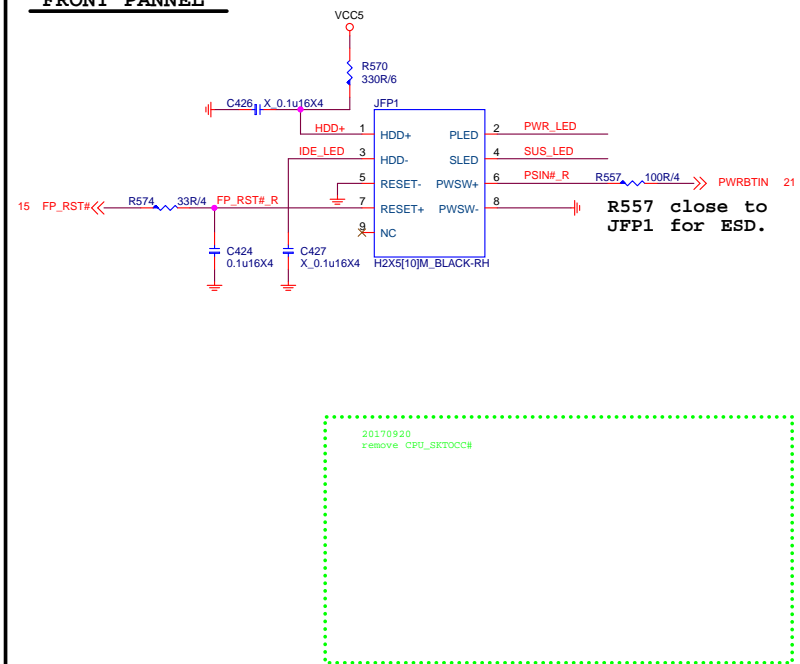 FRONT PANNEL
VCC5
R570
330R/6
C426 X_0.1u16X4
JFP1
HDD+ 1 HDD+ PLED 2 PWR_LED
IDE_LED 3 HDD- SLED 4 SUS_LED
5 RESET- PWSW+ 6 PSIN#_R R557 100R/4 PWRBTIN 21
15 FP_RST# R574 33R/4 FP_RST#_R 7 RESET+ PWSW- 8
9 NC
R557 close to
JFP1 for ESD.
C424
0.1u16X4
C427
X_0.1u16X4
H2X5[10]M_BLACK-RH
20170920
remove CPU_SKTOCC#